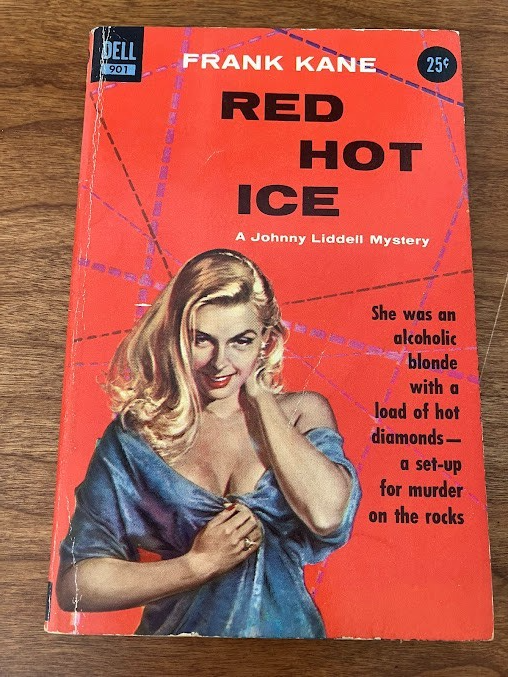 DELL
901
FRANK KANE
25¢
RED
HOT
ICE
A Johnny Liddell Mystery
She was an
alcoholic
blonde
with a
load of hot
diamonds—
a set-up
for murder
on the rocks